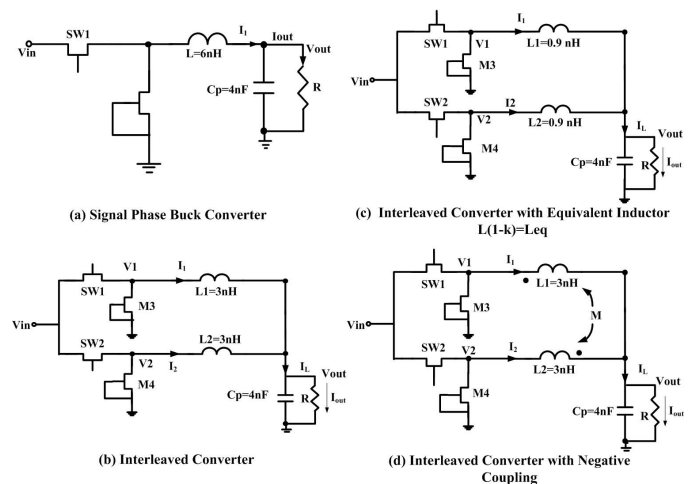 SW1
I1
Iout
Vin
L=6nH
Vout
Cp=4nF
R
(a) Signal Phase Buck Converter
SW1
V1
I1
L1=0.9 nH
M3
Vin
SW2
V2
I2
L2=0.9 nH
M4
IL
Vout
Cp=4nF
R
Iout
(c) Interleaved Converter with Equivalent Inductor
L(1-k)=Leq
SW1
V1
I1
L1=3nH
M3
Vin
SW2
V2
I2
L2=3nH
M4
IL
Vout
Cp=4nF
R
Iout
(b) Interleaved Converter
SW1
V1
I1
L1=3nH
M3
M
Vin
SW2
V2
I2
L2=3nH
M4
IL
Vout
Cp=4nF
R
Iout
(d) Interleaved Converter with Negative
Coupling